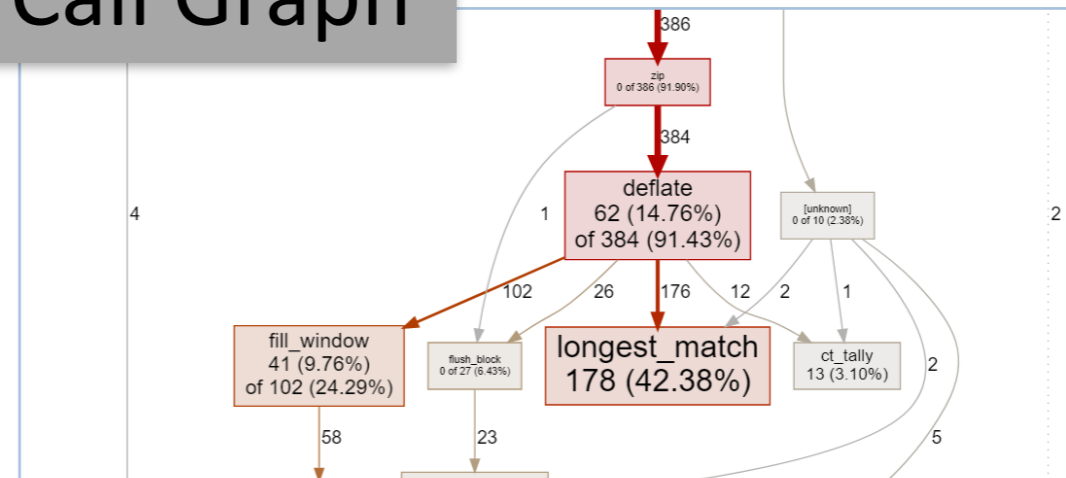 Call Graph
386
zip
0 of 386 (91.90%)
384
deflate
62 (14.76%)
of 384 (91.43%)
[unknown]
0 of 10 (2.38%)
4
1
2
102
26
176
12
2
1
fill_window
41 (9.76%)
of 102 (24.29%)
flush_block
0 of 27 (6.43%)
longest_match
178 (42.38%)
ct_tally
13 (3.10%)
2
58
23
5